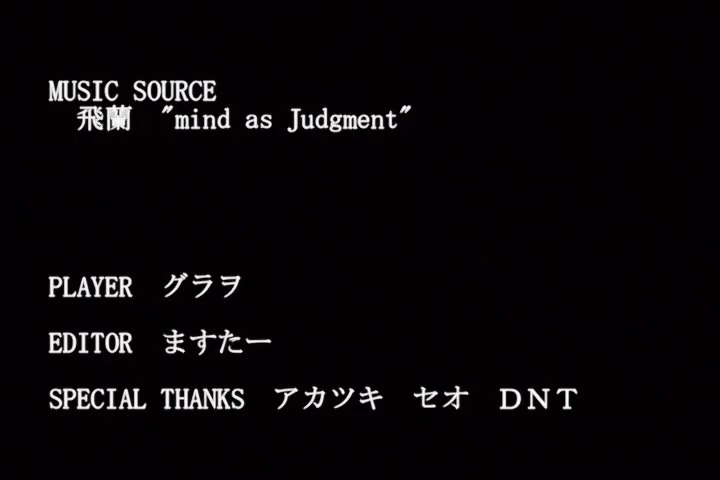 MUSIC SOURCE
飛蘭　"mind as Judgment"
PLAYER　グラヲ
EDITOR　ますたー
SPECIAL THANKS　アカツキ　セオ　ＤＮＴ